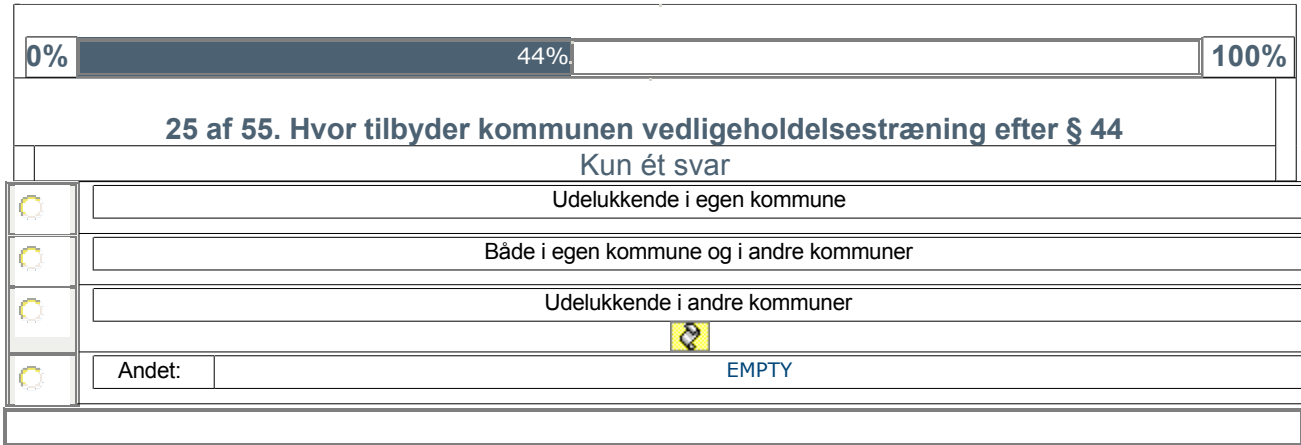 0% 44%. 100%
25 af 55. Hvor tilbyder kommunen vedligeholdelsestræning efter § 44
Kun ét svar
Udelukkende i egen kommune
Både i egen kommune og i andre kommuner
Udelukkende i andre kommuner
Andet: EMPTY